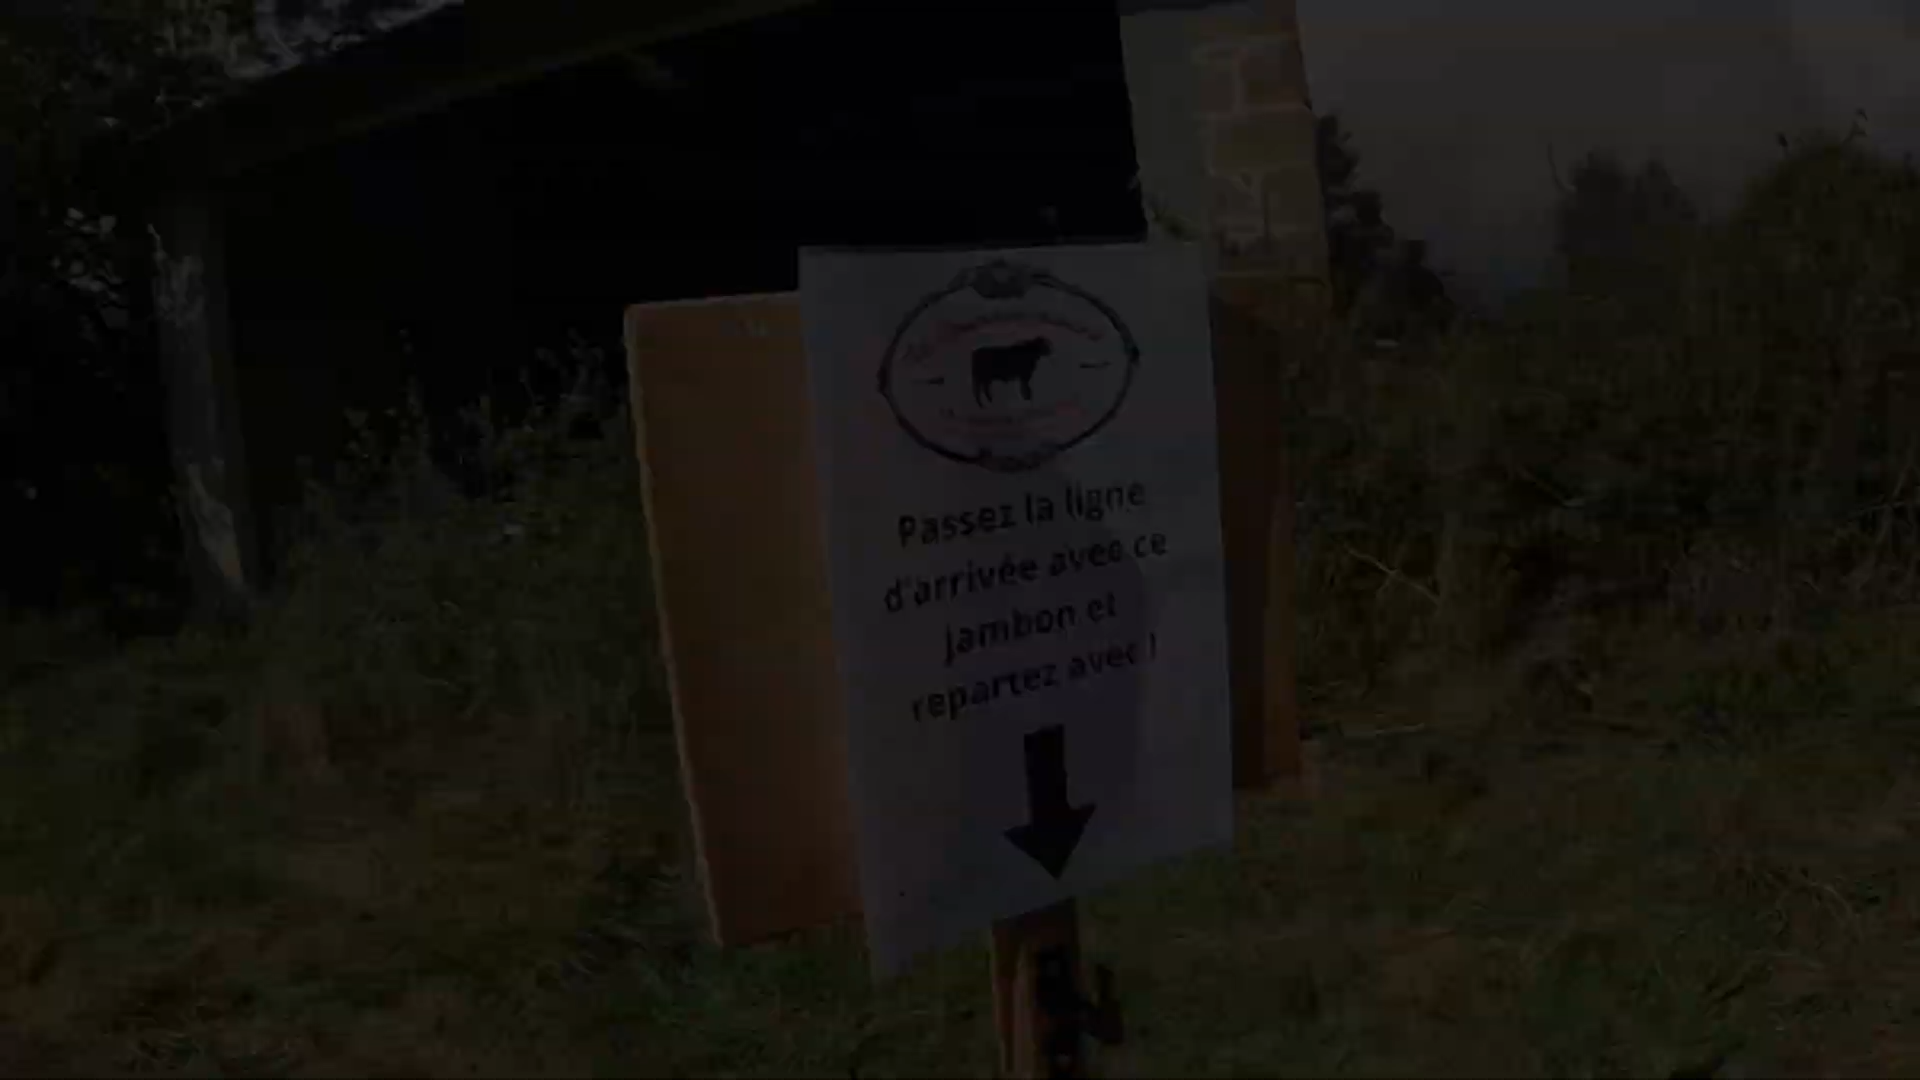 Passez la ligne
d'arrivée avec ce
jambon et
repartez avec !